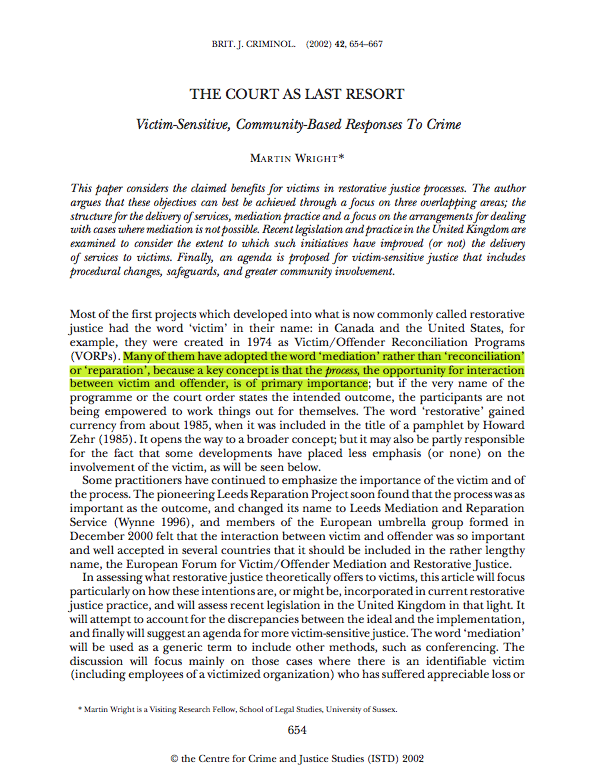 BRIT. J. CRIMINOL. (2002) 42, 654–667
THE COURT AS LAST RESORT
Victim-Sensitive, Community-Based Responses To Crime
MARTIN WRIGHT*
This paper considers the claimed benefits for victims in restorative justice processes. The author
argues that these objectives can best be achieved through a focus on three overlapping areas; the
structure for the delivery of services, mediation practice and a focus on the arrangements for dealing
with cases where mediation is not possible. Recent legislation and practice in the United Kingdom are
examined to consider the extent to which such initiatives have improved (or not) the delivery
of services to victims. Finally, an agenda is proposed for victim-sensitive justice that includes
procedural changes, safeguards, and greater community involvement.
Most of the first projects which developed into what is now commonly called restorative
justice had the word ‘victim’ in their name: in Canada and the United States, for
example, they were created in 1974 as Victim/Offender Reconciliation Programs
(VORPs). Many of them have adopted the word ‘mediation’ rather than ‘reconciliation’
or ‘reparation’, because a key concept is that the process, the opportunity for interaction
between victim and offender, is of primary importance; but if the very name of the
programme or the court order states the intended outcome, the participants are not
being empowered to work things out for themselves. The word ‘restorative’ gained
currency from about 1985, when it was included in the title of a pamphlet by Howard
Zehr (1985). It opens the way to a broader concept; but it may also be partly responsible
for the fact that some developments have placed less emphasis (or none) on the
involvement of the victim, as will be seen below.
Some practitioners have continued to emphasize the importance of the victim and of
the process. The pioneering Leeds Reparation Project soon found that the process was as
important as the outcome, and changed its name to Leeds Mediation and Reparation
Service (Wynne 1996), and members of the European umbrella group formed in
December 2000 felt that the interaction between victim and offender was so important
and well accepted in several countries that it should be included in the rather lengthy
name, the European Forum for Victim/Offender Mediation and Restorative Justice.
In assessing what restorative justice theoretically offers to victims, this article will focus
particularly on how these intentions are, or might be, incorporated in current restorative
justice practice, and will assess recent legislation in the United Kingdom in that light. It
will attempt to account for the discrepancies between the ideal and the implementation,
and finally will suggest an agenda for more victim-sensitive justice. The word ‘mediation’
will be used as a generic term to include other methods, such as conferencing. The
discussion will focus mainly on those cases where there is an identifiable victim
(including employees of a victimized organization) who has suffered appreciable loss or
* Martin Wright is a Visiting Research Fellow, School of Legal Studies, University of Sussex.
654
© the Centre for Crime and Justice Studies (ISTD) 2002